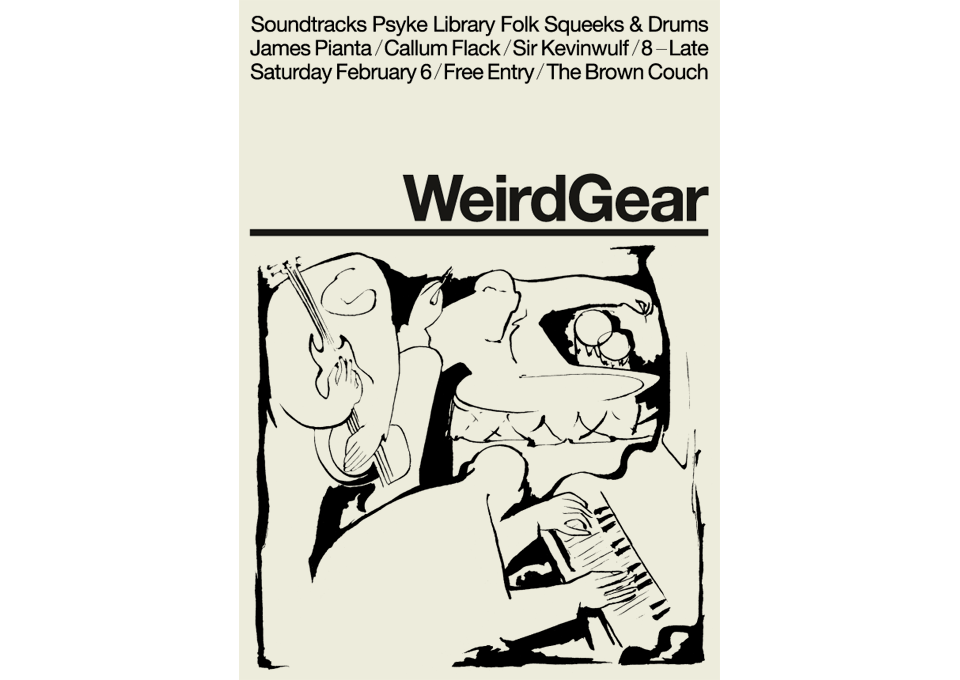 Soundtracks Psyke Library Folk Squeeks & Drums
James Pianta / Callum Flack / Sir Kevinwulf / 8 – Late
Saturday February 6 / Free Entry / The Brown Couch
WeirdGear